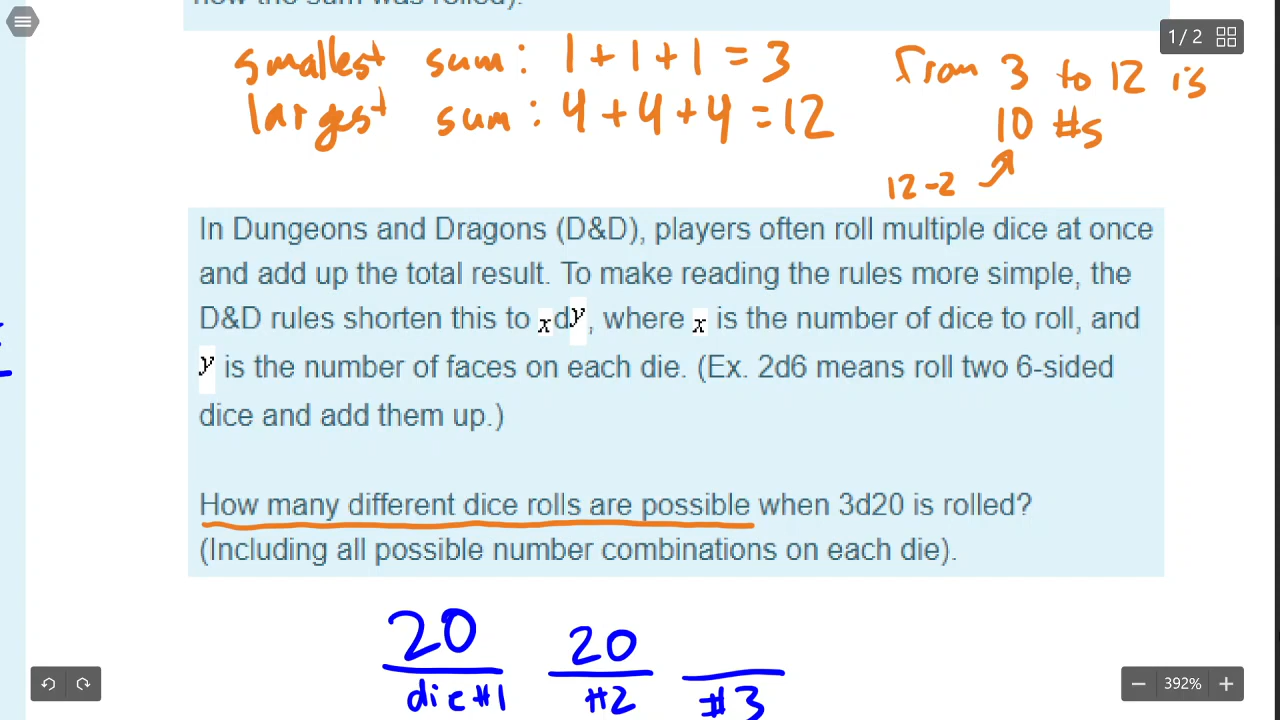 smallest sum: 1 + 1 + 1 = 3
largest sum: 4 + 4 + 4 = 12
From 3 to 12 is
10 #s
12-2
1 / 2
In Dungeons and Dragons (D&D), players often roll multiple dice at once
and add up the total result. To make reading the rules more simple, the
D&D rules shorten this to xdy, where x is the number of dice to roll, and
y is the number of faces on each die. (Ex. 2d6 means roll two 6-sided
dice and add them up.)
How many different dice rolls are possible when 3d20 is rolled?
(Including all possible number combinations on each die).
20 20
die #1 #2 #3
392%